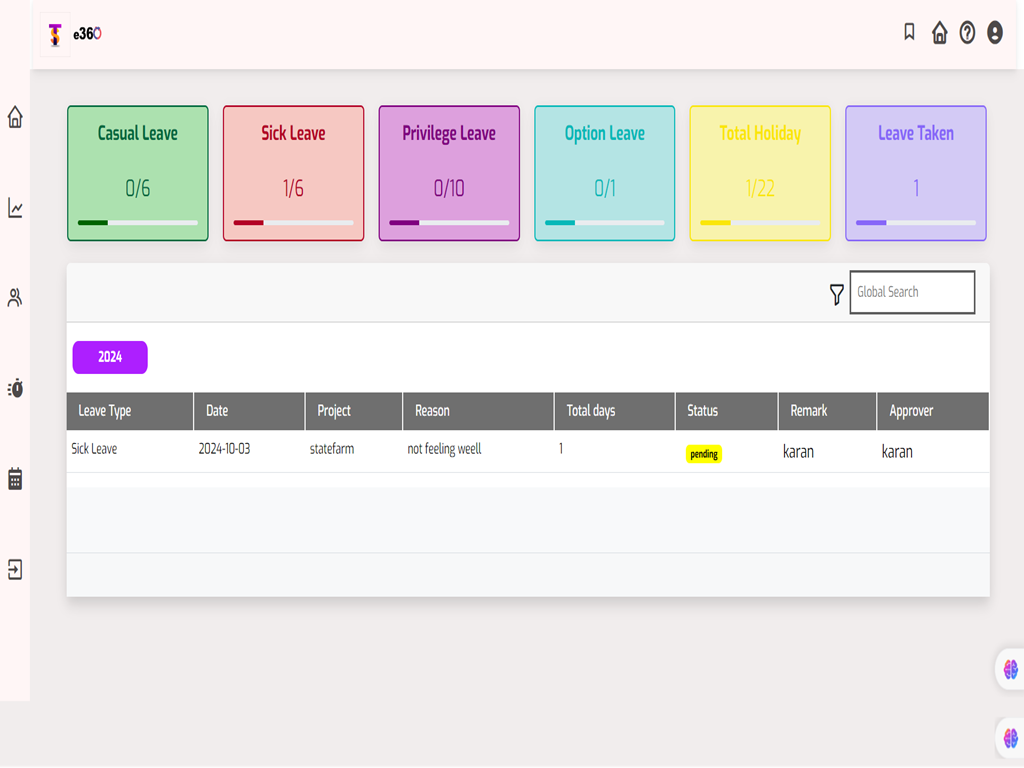 TS e360
Casual Leave Sick Leave Privilege Leave Option Leave Total Holiday Leave Taken
0/6 1/6 0/10 0/1 1/22 1
Global Search
2024
Leave Type Date Project Reason Total days Status Remark Approver
Sick Leave 2024-10-03 statefarm not feeling weell 1 pending karan karan